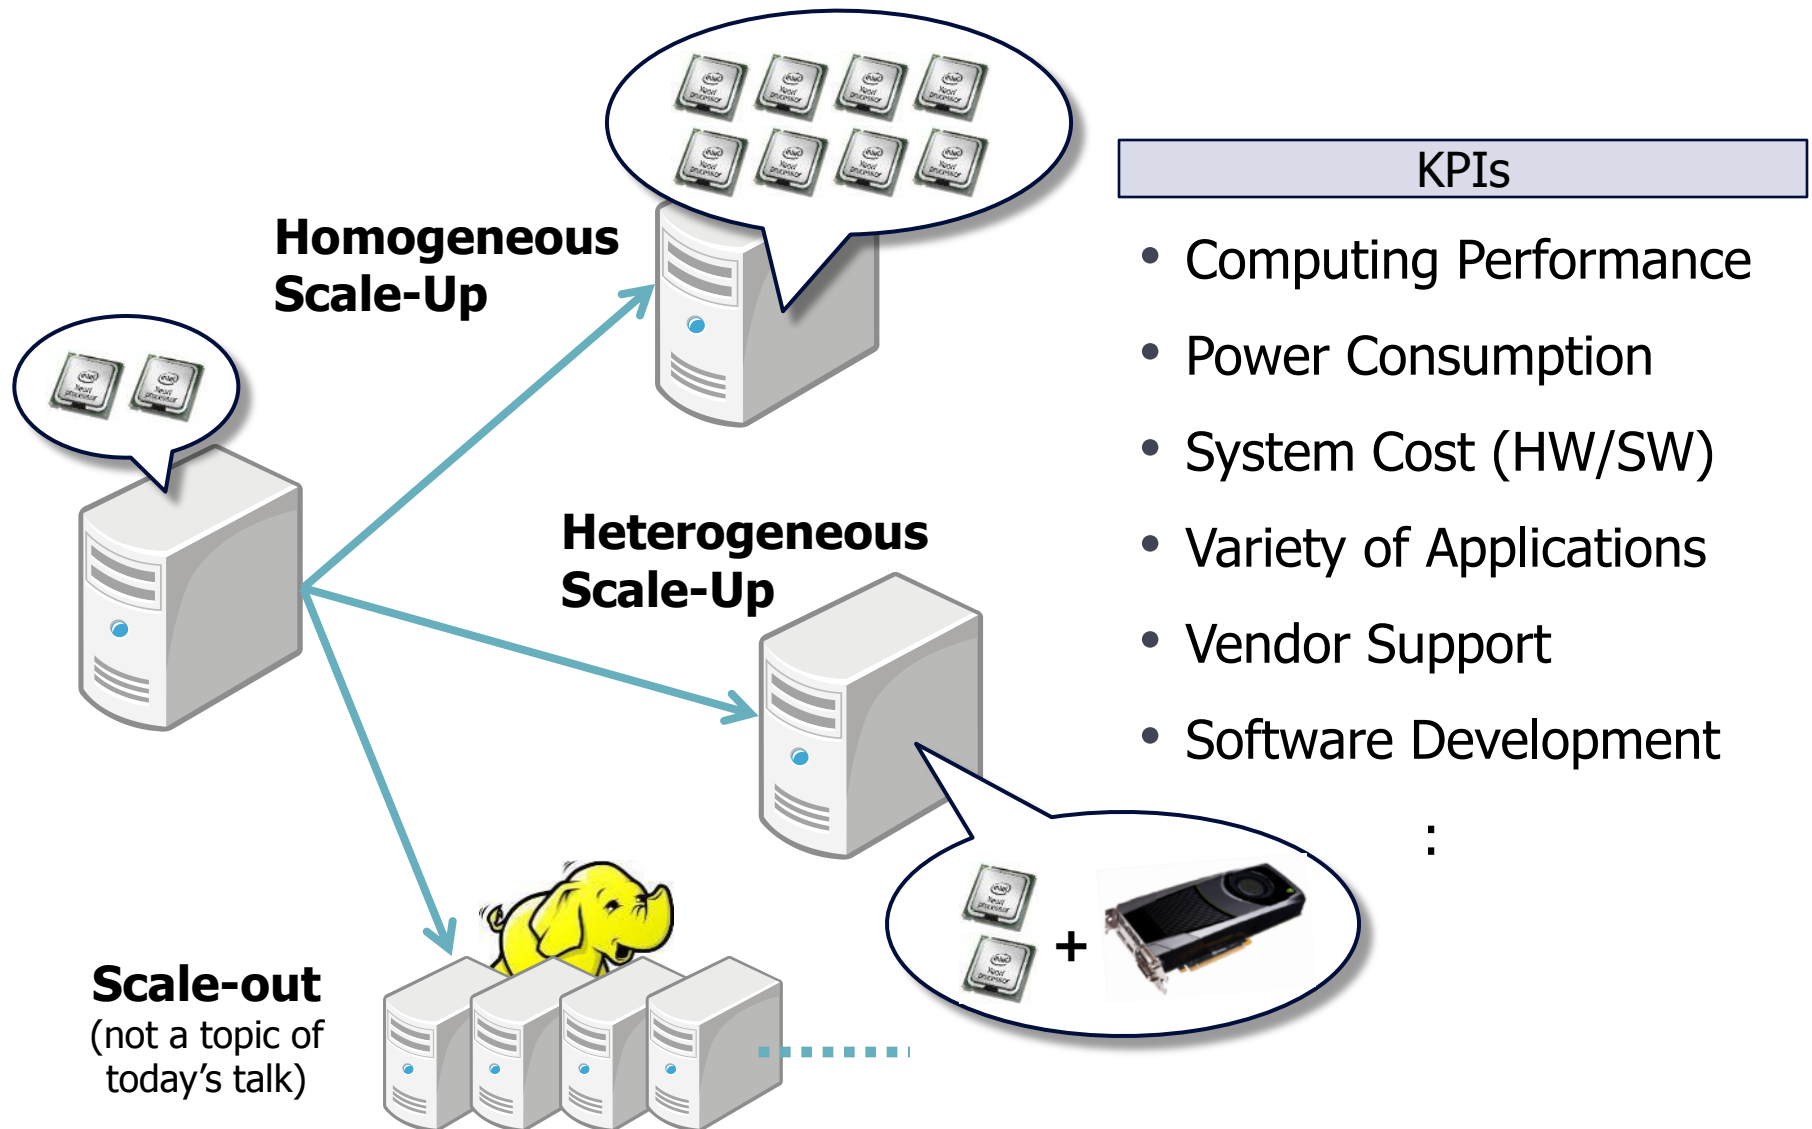 Homogeneous
Scale-Up
Heterogeneous
Scale-Up
+
Scale-out
(not a topic of
today's talk)
KPIs
• Computing Performance
• Power Consumption
• System Cost (HW/SW)
• Variety of Applications
• Vendor Support
• Software Development
: